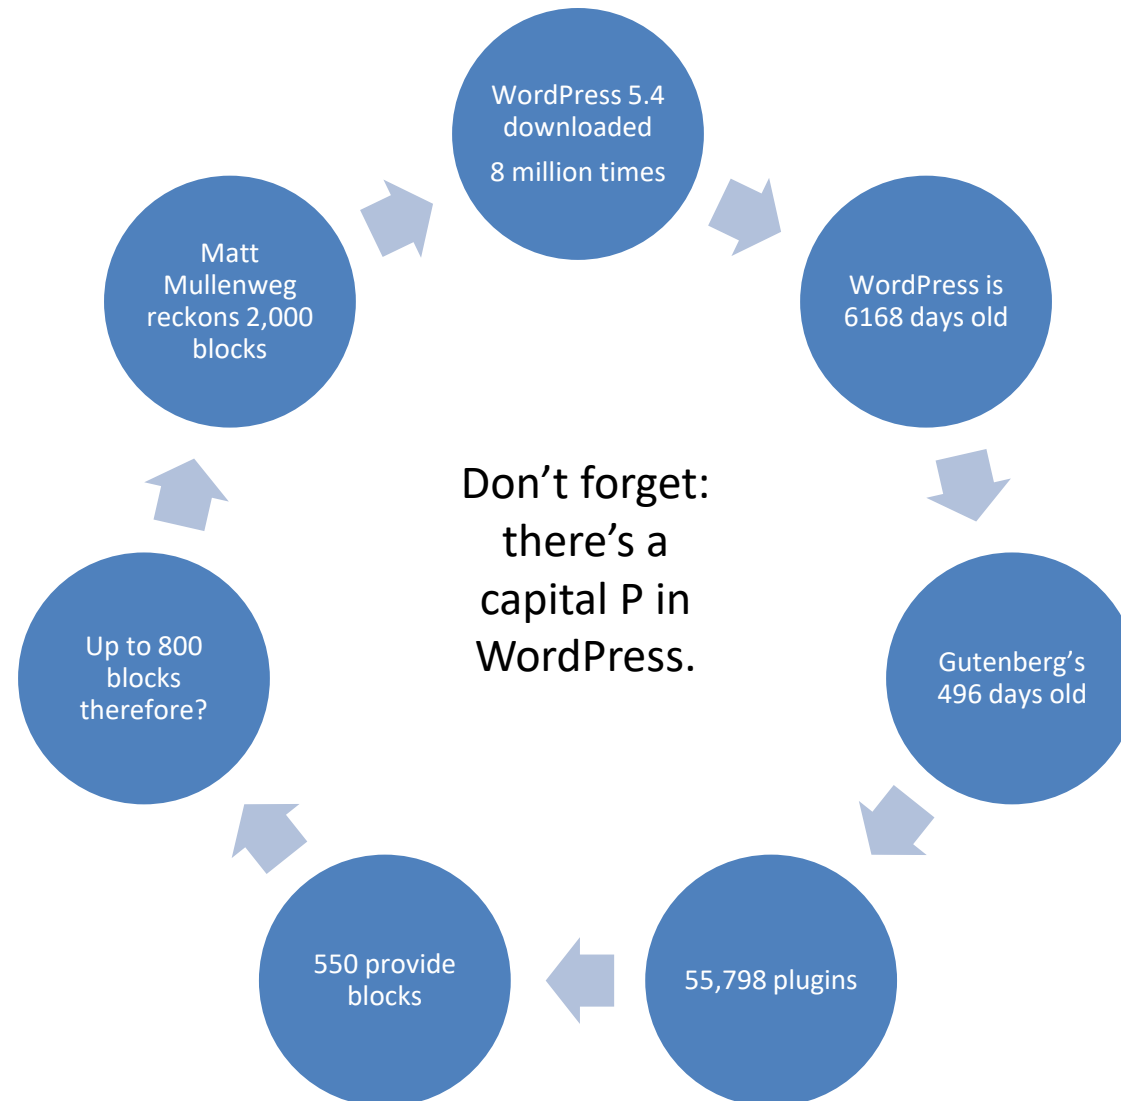 WordPress 5.4
downloaded
8 million times
WordPress is
6168 days old
Gutenberg’s
496 days old
55,798 plugins
550 provide
blocks
Up to 800
blocks
therefore?
Matt
Mullenweg
reckons 2,000
blocks
Don’t forget:
there’s a
capital P in
WordPress.